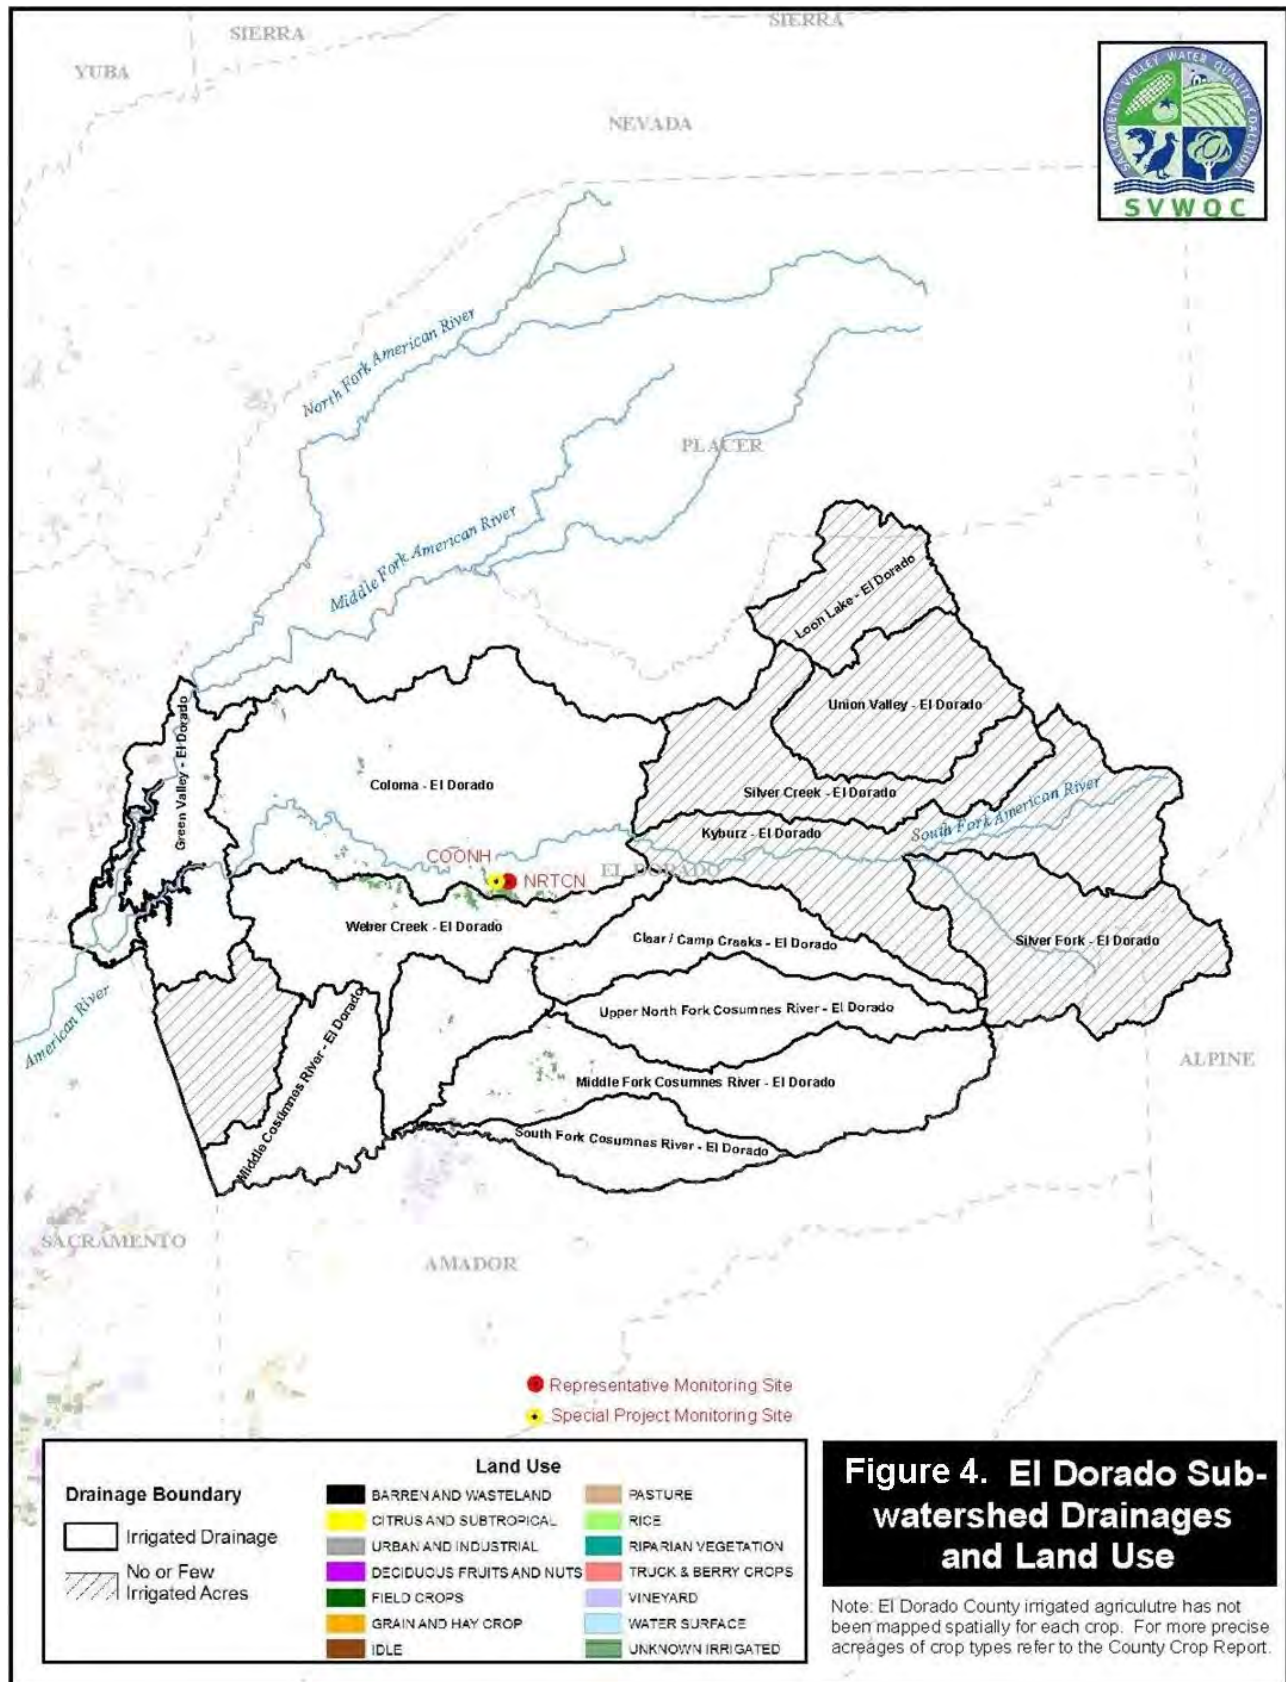 SIERRA
SIERRA
YUBA
NEVADA
SACRAMENTO VALLEY WATER QUALITY COALITION
SVWQC
North Fork American River
PLACER
Middle Fork American River
Loon Lake - El Dorado
Union Valley - El Dorado
Green Valley - El Dorado
Coloma - El Dorado
Silver Creek - El Dorado
South Fork American River
Kyburz - El Dorado
COONH
EL DORADO
NRTCN
Weber Creek - El Dorado
Clear / Camp Creeks - El Dorado
Silver Fork - El Dorado
American River
Upper North Fork Cosumnes River - El Dorado
Middle Cosumnes River - El Dorado
ALPINE
Middle Fork Cosumnes River - El Dorado
South Fork Cosumnes River - El Dorado
SACRAMENTO
AMADOR
Representative Monitoring Site
Special Project Monitoring Site
Drainage Boundary
Irrigated Drainage
No or Few
Irrigated Acres
Land Use
BARREN AND WASTELAND
CITRUS AND SUBTROPICAL
URBAN AND INDUSTRIAL
DECIDUOUS FRUITS AND NUTS
FIELD CROPS
GRAIN AND HAY CROP
IDLE
PASTURE
RICE
RIPARIAN VEGETATION
TRUCK & BERRY CROPS
VINEYARD
WATER SURFACE
UNKNOWN IRRIGATED
Figure 4. El Dorado Sub-
watershed Drainages
and Land Use
Note: El Dorado County irrigated agriculutre has not
been mapped spatially for each crop. For more precise
acreages of crop types refer to the County Crop Report.